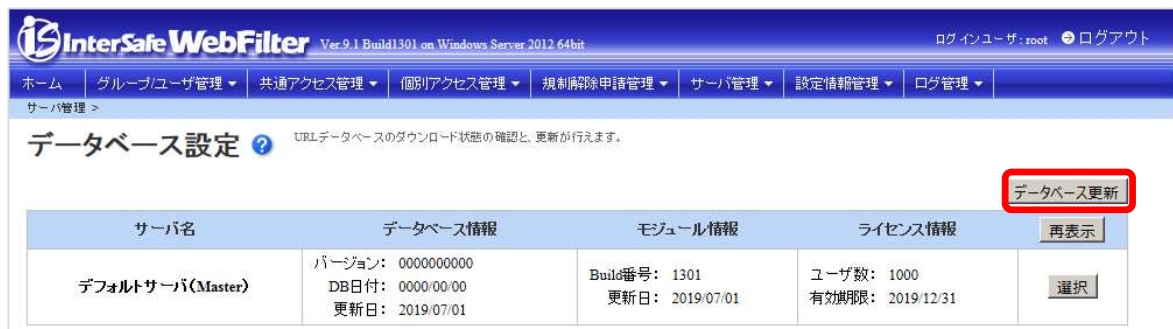 InterSafe WebFilter Ver.9.1 Build1301 on Windows Server 2012 64bit ログインユーザ:root ログアウト
ホーム グループ/ユーザ管理 共通アクセス管理 個別アクセス管理 規制解除申請管理 サーバ管理 設定情報管理 ログ管理
サーバ管理 >
データベース設定 ? URLデータベースのダウンロード状態の確認と、更新が行えます。
データベース更新
サーバ名 データベース情報 モジュール情報 ライセンス情報 再表示
バージョン: 0000000000
デフォルトサーバ(Master) DB日付: 0000/00/00 Build番号: 1301 ユーザ数: 1000 選択
更新日: 2019/07/01 更新日: 2019/07/01 有効期限: 2019/12/31